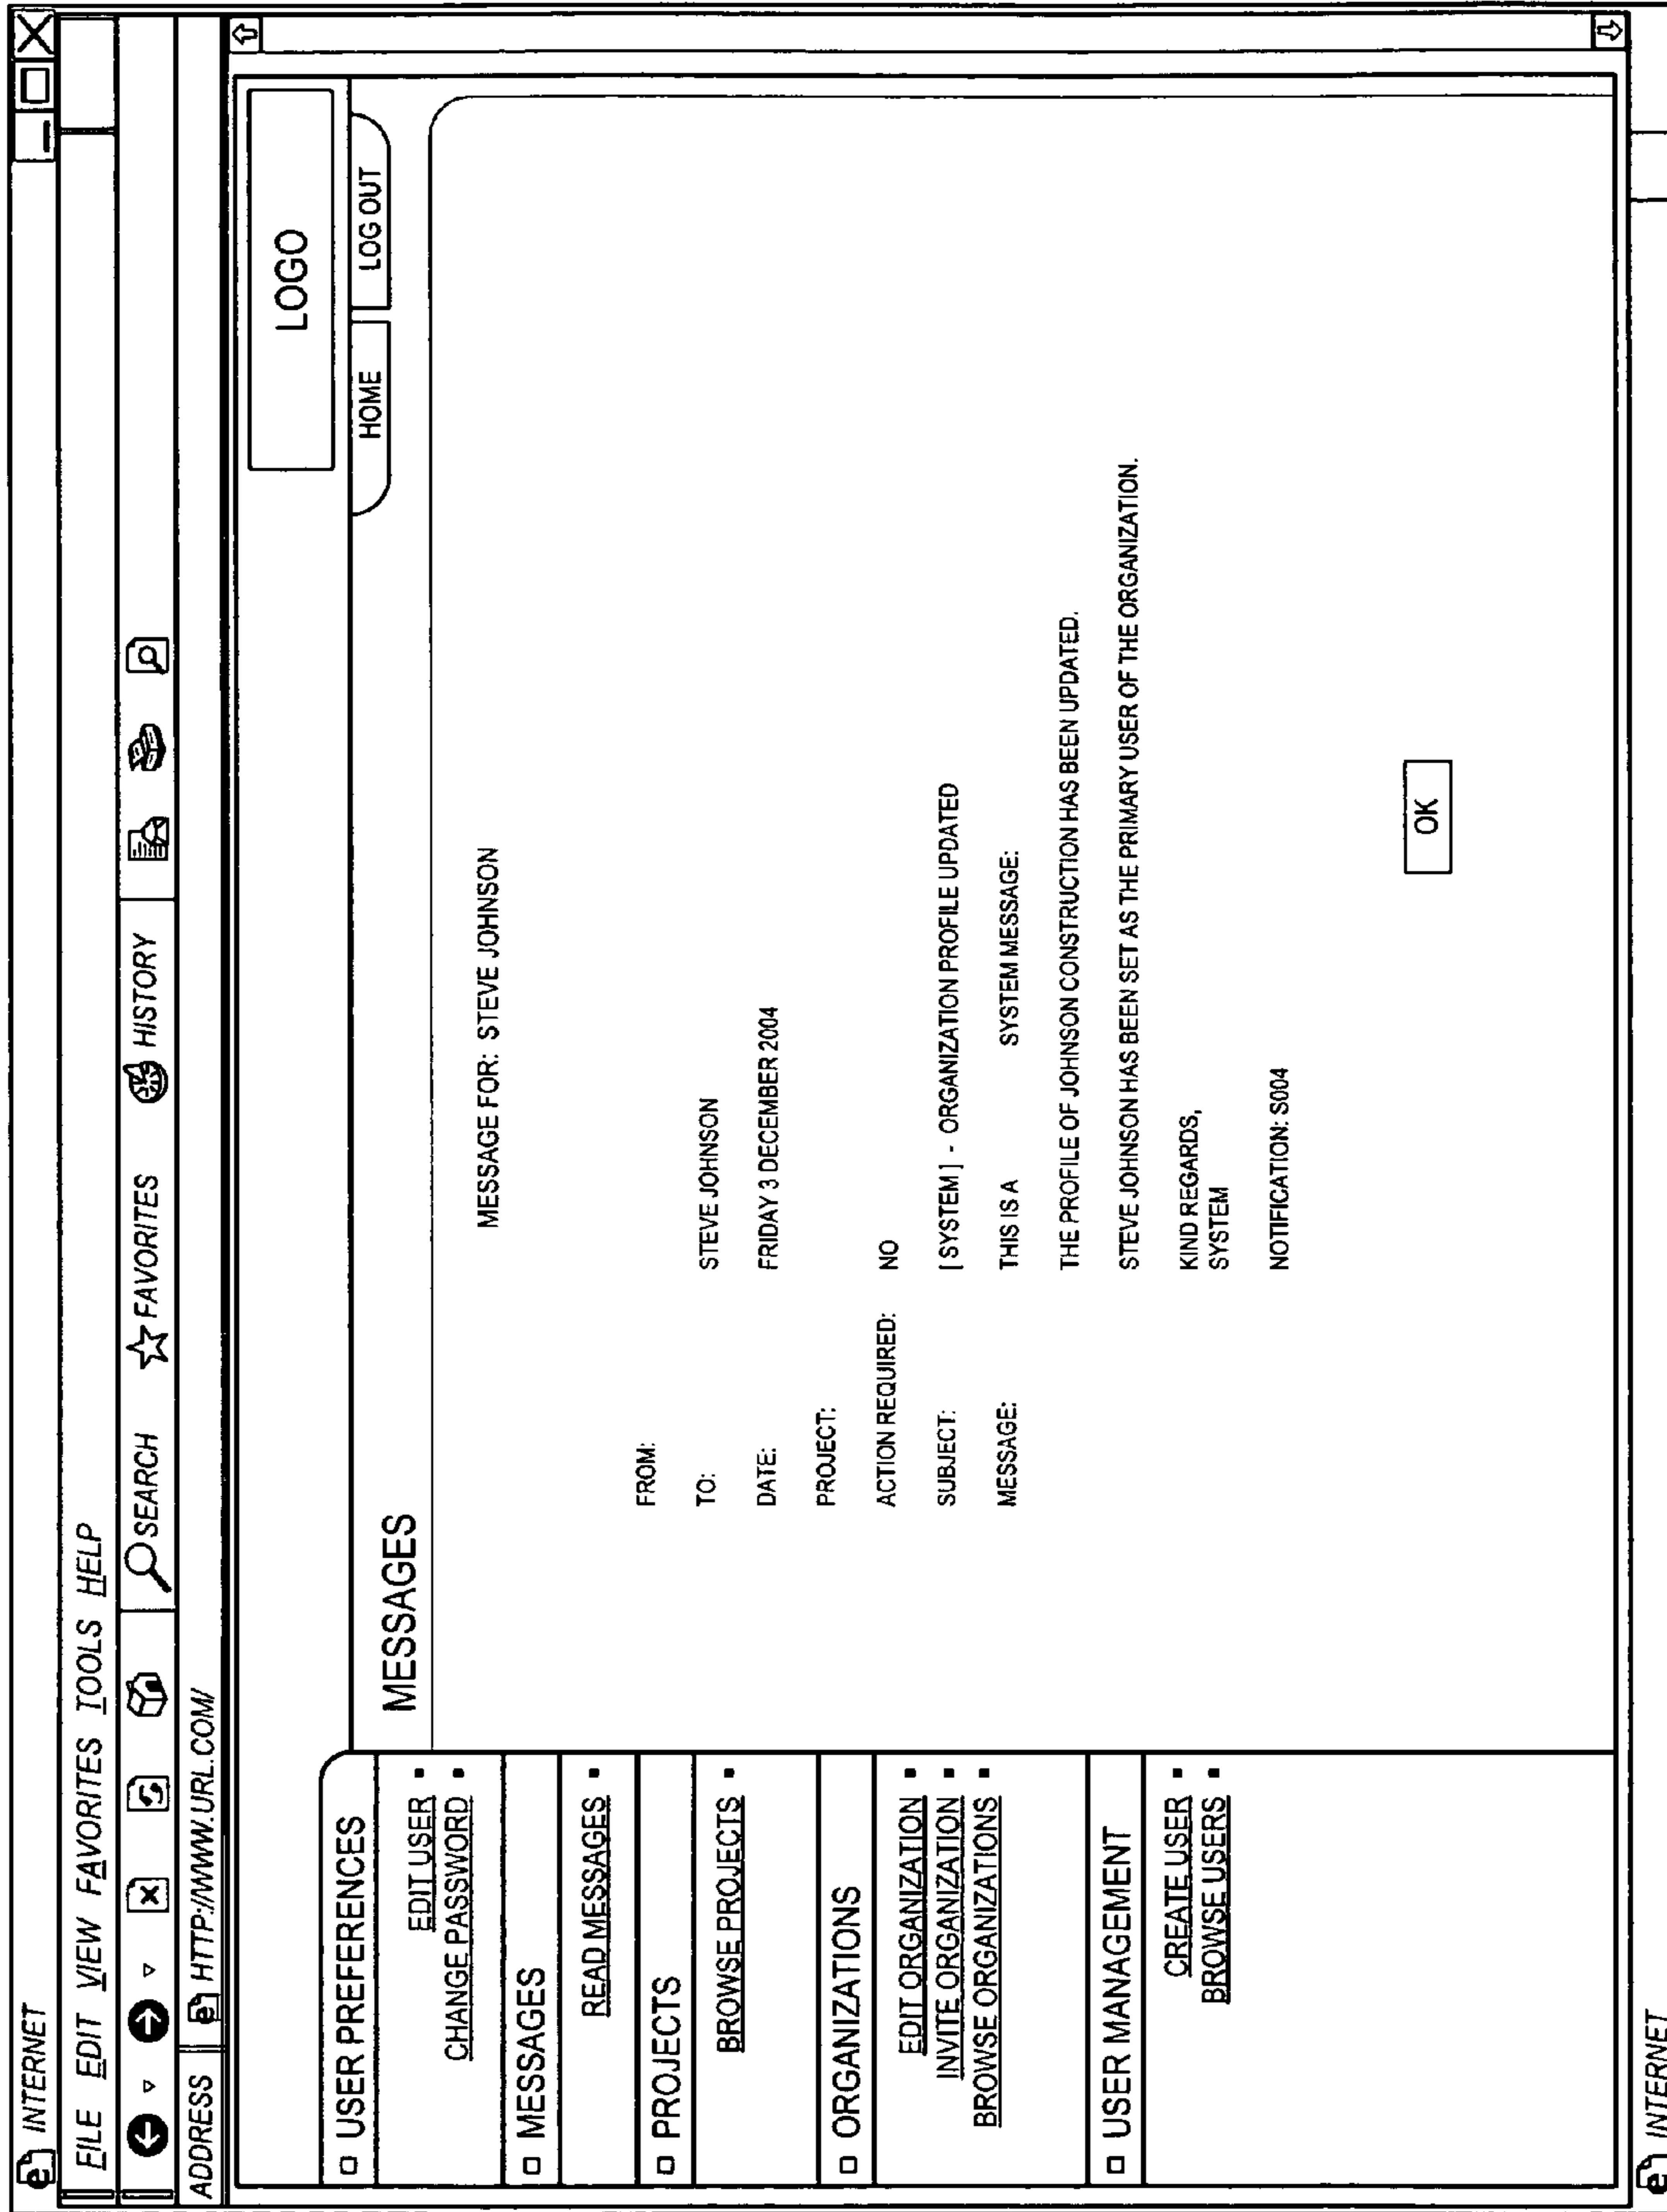 INTERNET
FILE EDIT VIEW FAVORITES TOOLS HELP
SEARCH FAVORITES HISTORY
ADDRESS HTTP://WWW.URL.COM/
LOGO
HOME LOG OUT
USER PREFERENCES
EDIT USER
CHANGE PASSWORD
MESSAGES
READ MESSAGES
PROJECTS
BROWSE PROJECTS
ORGANIZATIONS
EDIT ORGANIZATION
INVITE ORGANIZATION
BROWSE ORGANIZATIONS
USER MANAGEMENT
CREATE USER
BROWSE USERS
MESSAGES
MESSAGE FOR: STEVE JOHNSON
FROM:
TO: STEVE JOHNSON
DATE: FRIDAY 3 DECEMBER 2004
PROJECT:
ACTION REQUIRED: NO
SUBJECT: [SYSTEM] - ORGANIZATION PROFILE UPDATED
MESSAGE: THIS IS A SYSTEM MESSAGE:
THE PROFILE OF JOHNSON CONSTRUCTION HAS BEEN UPDATED.
STEVE JOHNSON HAS BEEN SET AS THE PRIMARY USER OF THE ORGANIZATION.
KIND REGARDS,
SYSTEM
NOTIFICATION: S004
OK
INTERNET